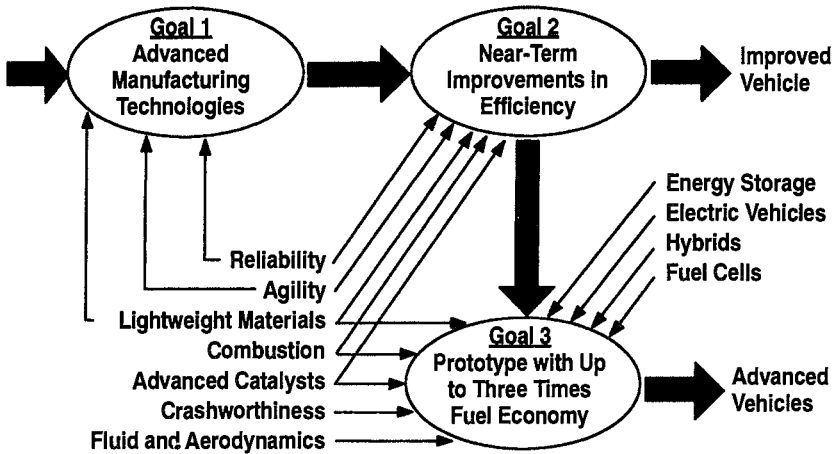 Goal 1
Advanced
Manufacturing
Technologies
Goal 2
Near-Term
Improvements in
Efficiency
Improved
Vehicle
Energy Storage
Electric Vehicles
Hybrids
Fuel Cells
Reliability
Agility
Lightweight Materials
Combustion
Advanced Catalysts
Crashworthiness
Fluid and Aerodynamics
Goal 3
Prototype with Up
to Three Times
Fuel Economy
Advanced
Vehicles